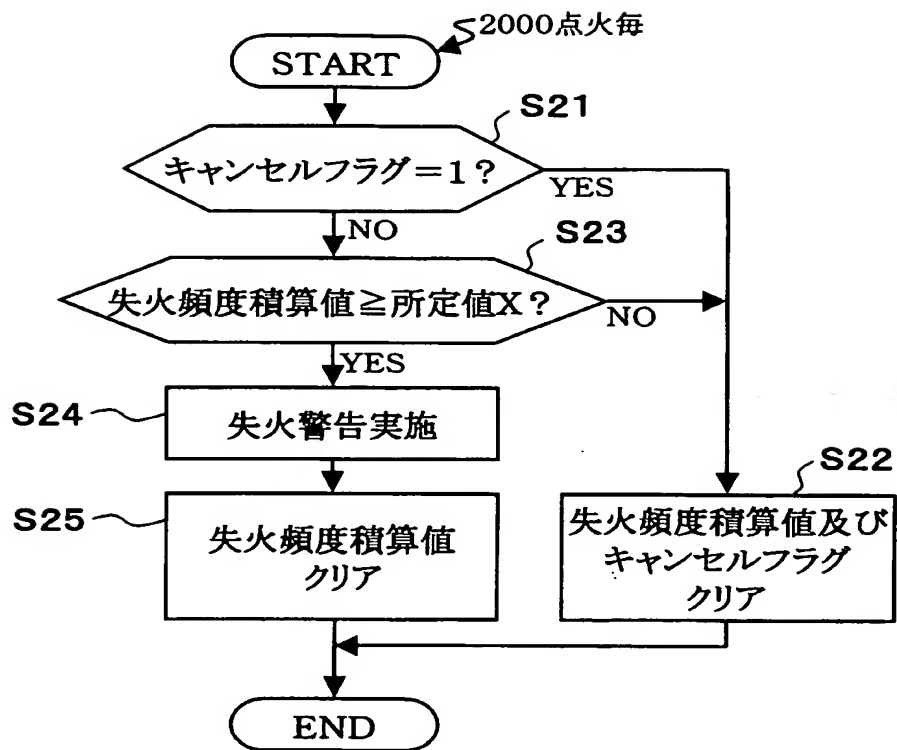 2000点火毎
START
S21
キャンセルフラグ=1?
YES
NO
S23
失火頻度積算値≧所定値X?
NO
YES
S24
失火警告実施
S22
S25
失火頻度積算値
クリア
失火頻度積算値及び
キャンセルフラグ
クリア
END